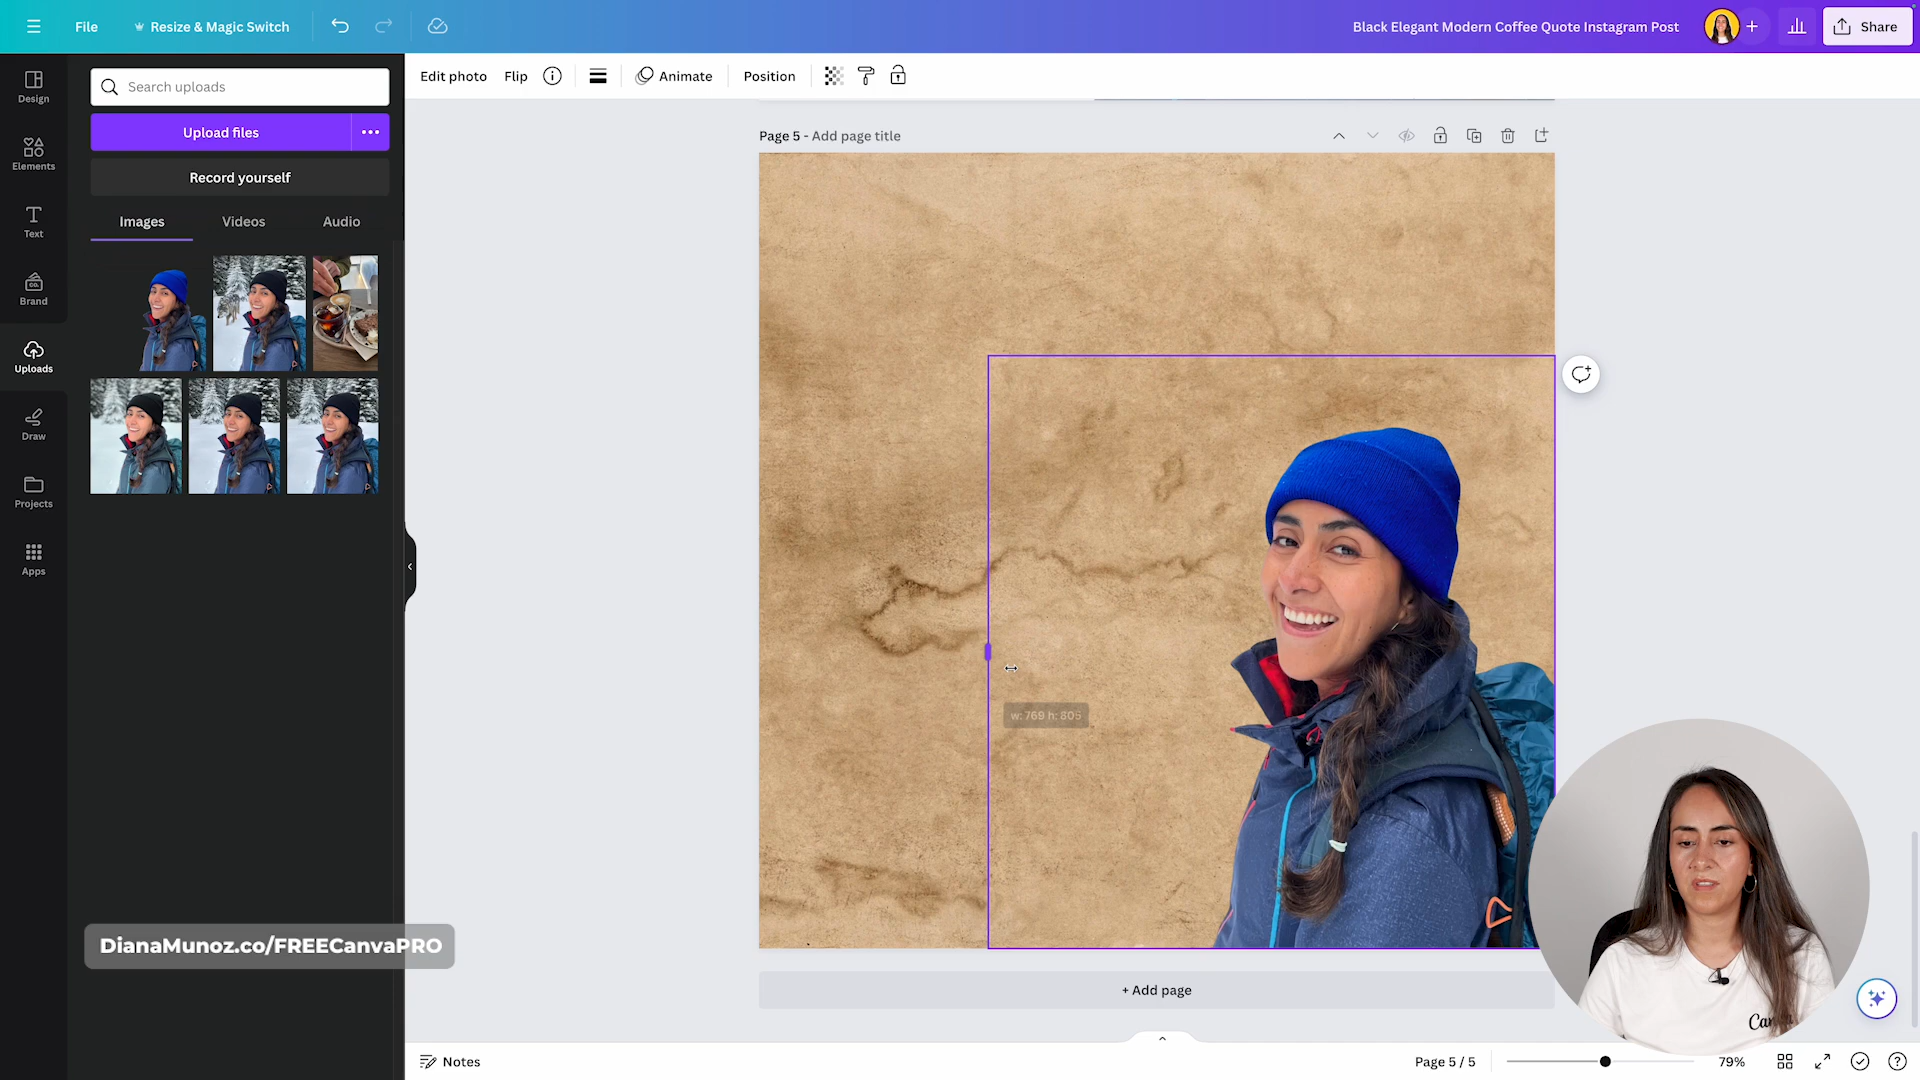 File
Resize & Magic Switch
Black Elegant Modern Coffee Quote Instagram Post
Share
Design
Elements
Text
Brand
Uploads
Draw
Projects
Apps
Search uploads
Upload files
Record yourself
Images
Videos
Audio
Edit photo
Flip
Animate
Position
Page 5 - Add page title
w: 769 h: 805
+ Add page
DianaMunoz.co/FREECanvaPRO
Notes
Page 5 / 5
79%